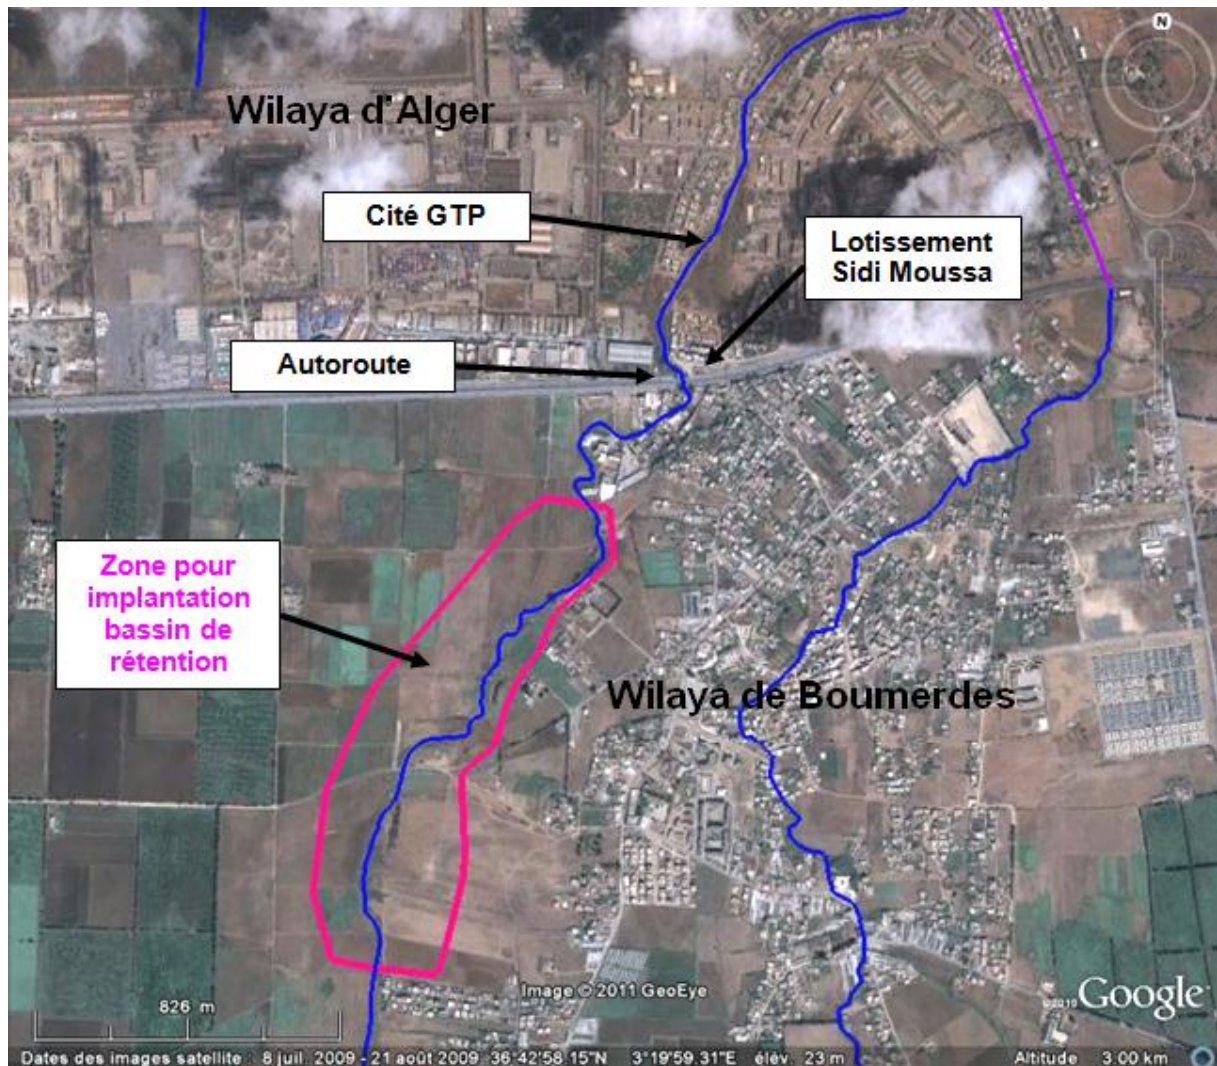 N
Wilaya d'Alger
Cité GTP
Lotissement
Sidi Moussa
Autoroute
Zone pour
implantation
bassin de
rétention
Wilaya de Boumerdes
826 m
Image © 2011 GeoEye
©2010 Google
Dates des images satellite : 8 juil. 2009 - 21 août 2009 36°42'58.15"N 3°19'59.31"E élév. 23 m Altitude 3.00 km